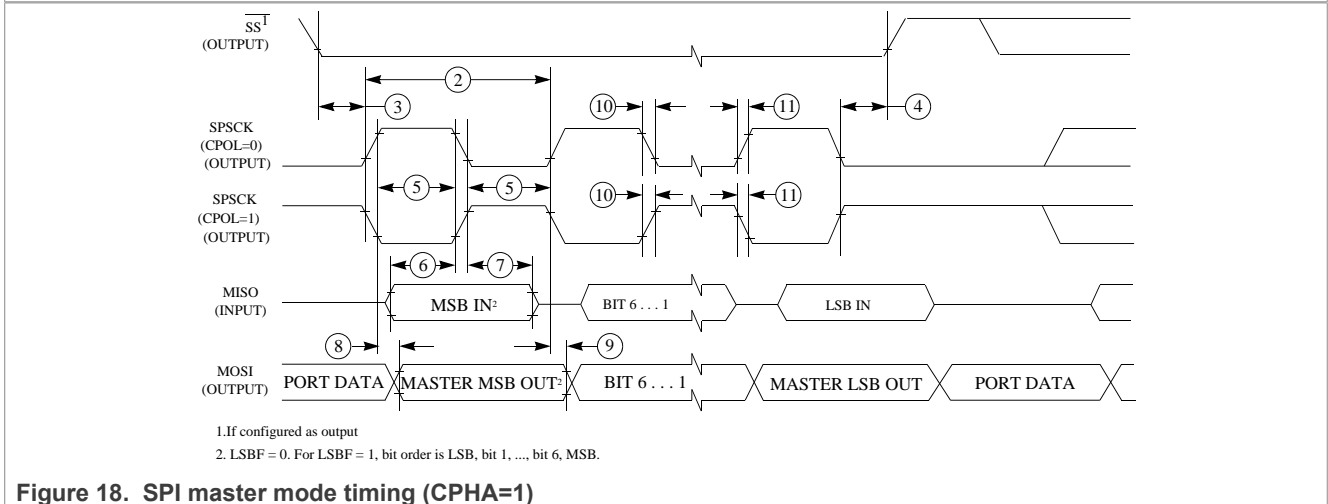 SS1
(OUTPUT)
2
3
10
11
4
SPSCK
(CPOL=0)
(OUTPUT)
5
5
10
11
SPSCK
(CPOL=1)
(OUTPUT)
6
7
MISO
(INPUT)
MSB IN2
BIT 6 . . . 1
LSB IN
8
9
MOSI
(OUTPUT)
PORT DATA
MASTER MSB OUT2
BIT 6 . . . 1
MASTER LSB OUT
PORT DATA
1.If configured as output
2. LSBF = 0. For LSBF = 1, bit order is LSB, bit 1, ..., bit 6, MSB.
Figure 18. SPI master mode timing (CPHA=1)